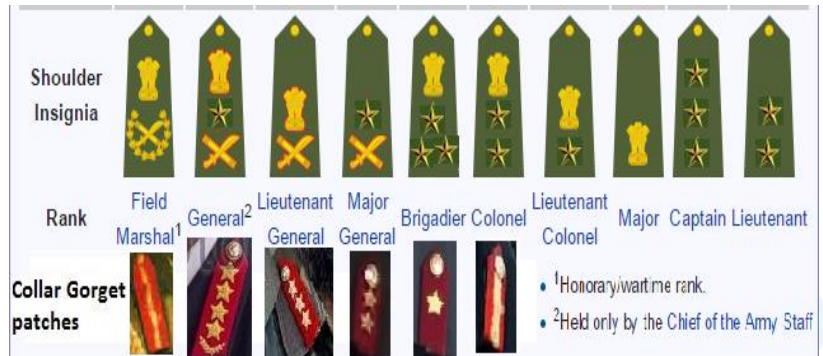 Shoulder
Insignia
Rank
Field Marshal¹
General²
Lieutenant General
Major General
Brigadier
Colonel
Lieutenant Colonel
Major
Captain
Lieutenant
Collar Gorget
patches
• ¹Honorary/wartime rank.
• ²Held only by the Chief of the Army Staff